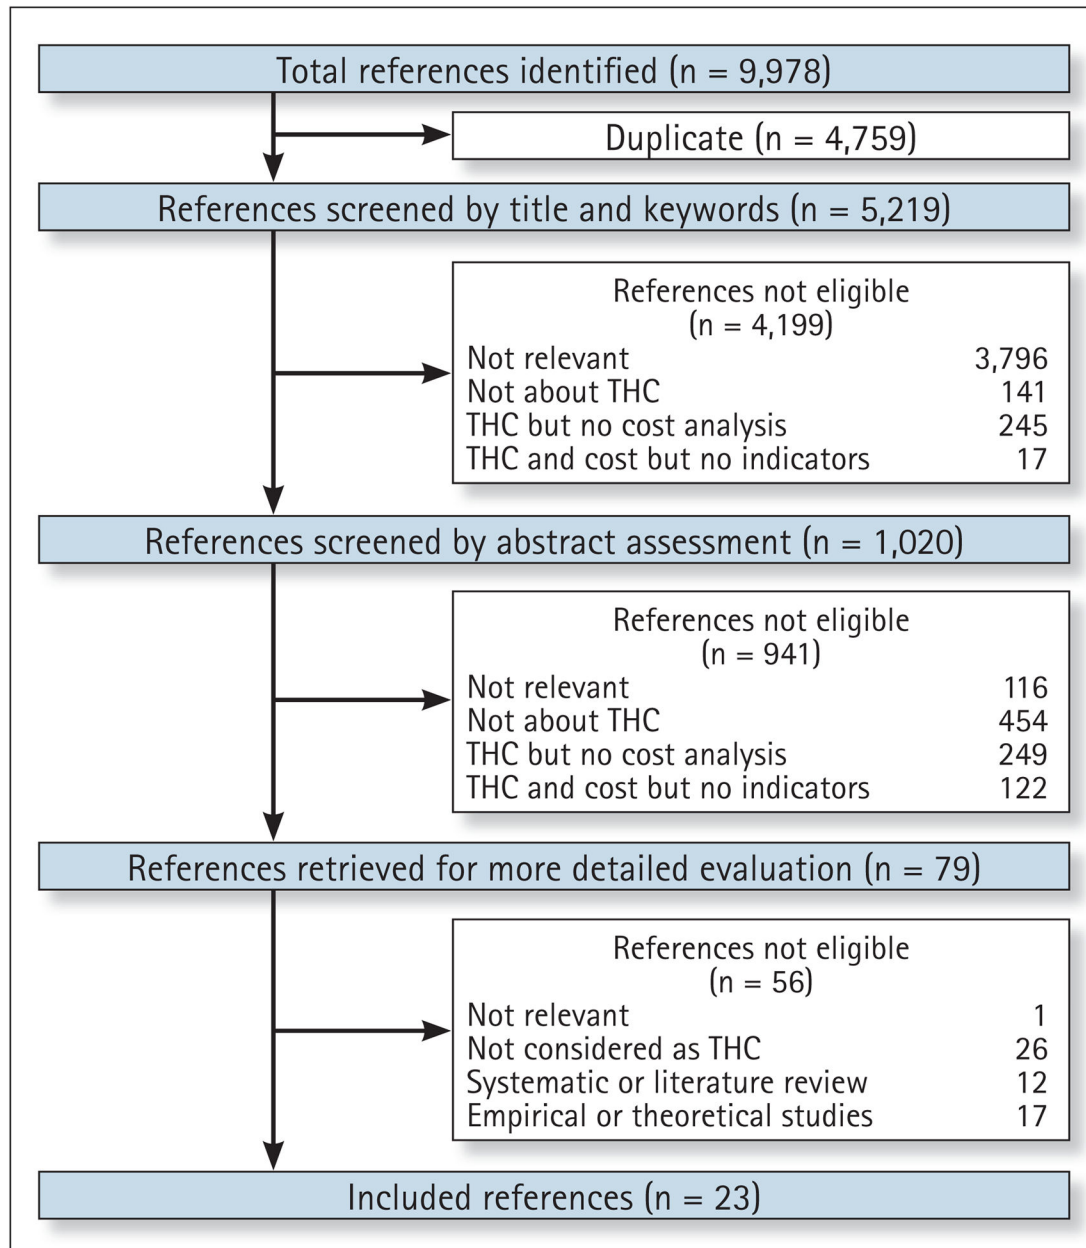 Total references identified (n = 9,978)
Duplicate (n = 4,759)
References screened by title and keywords (n = 5,219)
References not eligible
(n = 4,199)
Not relevant 3,796
Not about THC 141
THC but no cost analysis 245
THC and cost but no indicators 17
References screened by abstract assessment (n = 1,020)
References not eligible
(n = 941)
Not relevant 116
Not about THC 454
THC but no cost analysis 249
THC and cost but no indicators 122
References retrieved for more detailed evaluation (n = 79)
References not eligible
(n = 56)
Not relevant 1
Not considered as THC 26
Systematic or literature review 12
Empirical or theoretical studies 17
Included references (n = 23)